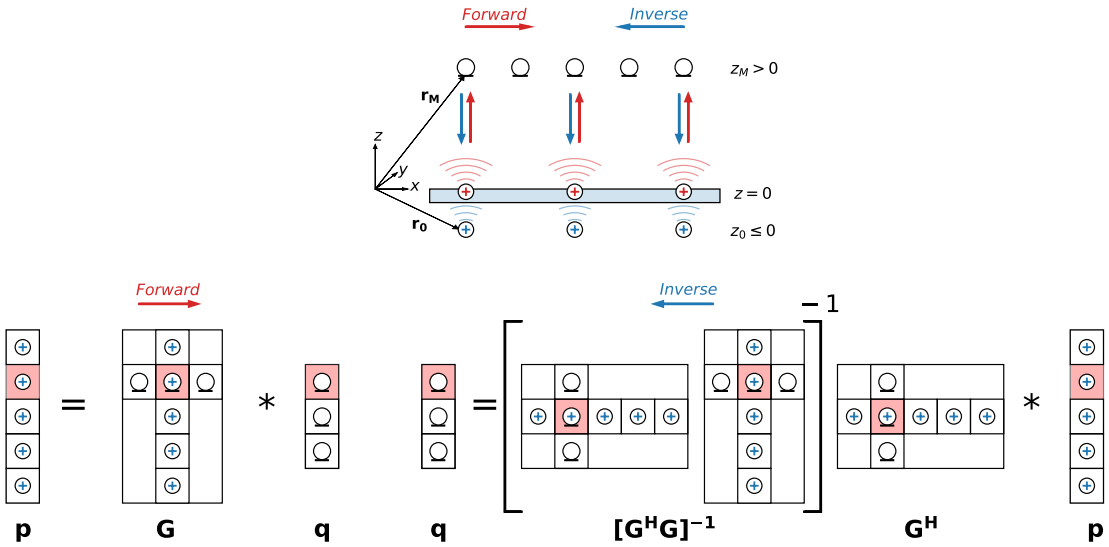 Forward
Inverse
z_M > 0
r_M
z
y
x
z = 0
r_0
z_0 ≤ 0
Forward
Inverse
p = G * q
q = [G^H G]^{-1} G^H * p
−1